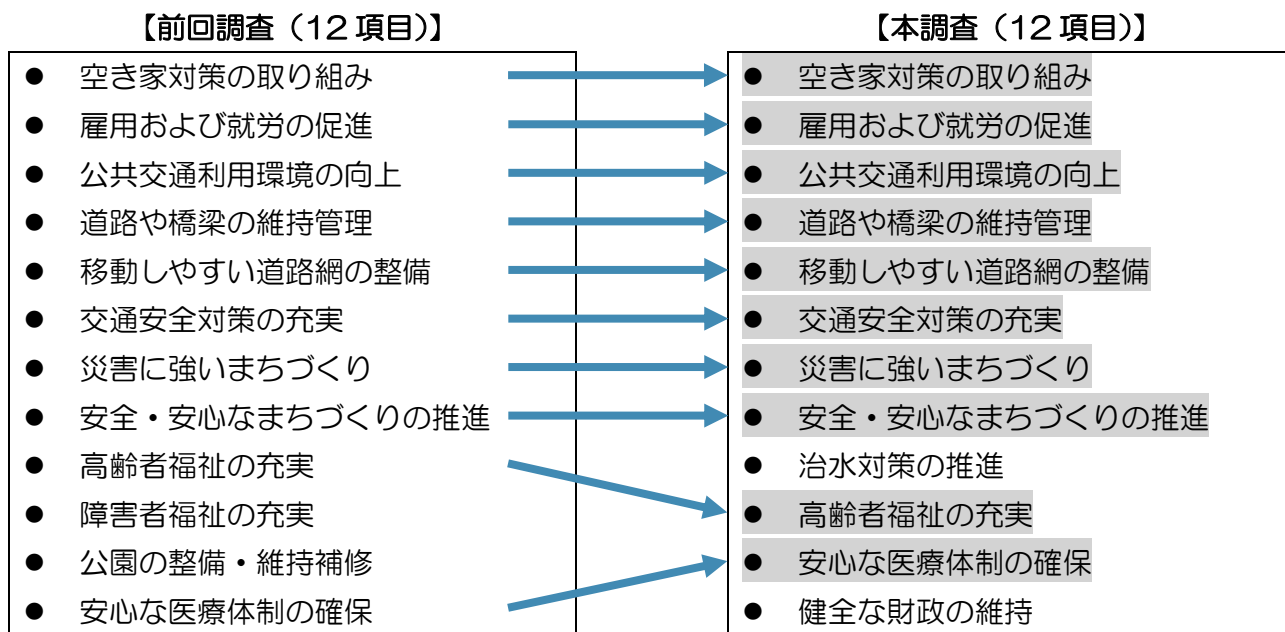 【前回調査（12項目）】
● 空き家対策の取り組み
● 雇用および就労の促進
● 公共交通利用環境の向上
● 道路や橋梁の維持管理
● 移動しやすい道路網の整備
● 交通安全対策の充実
● 災害に強いまちづくり
● 安全・安心なまちづくりの推進
● 高齢者福祉の充実
● 障害者福祉の充実
● 公園の整備・維持補修
● 安心な医療体制の確保
【本調査（12項目）】
● 空き家対策の取り組み
● 雇用および就労の促進
● 公共交通利用環境の向上
● 道路や橋梁の維持管理
● 移動しやすい道路網の整備
● 交通安全対策の充実
● 災害に強いまちづくり
● 安全・安心なまちづくりの推進
● 治水対策の推進
● 高齢者福祉の充実
● 安心な医療体制の確保
● 健全な財政の維持